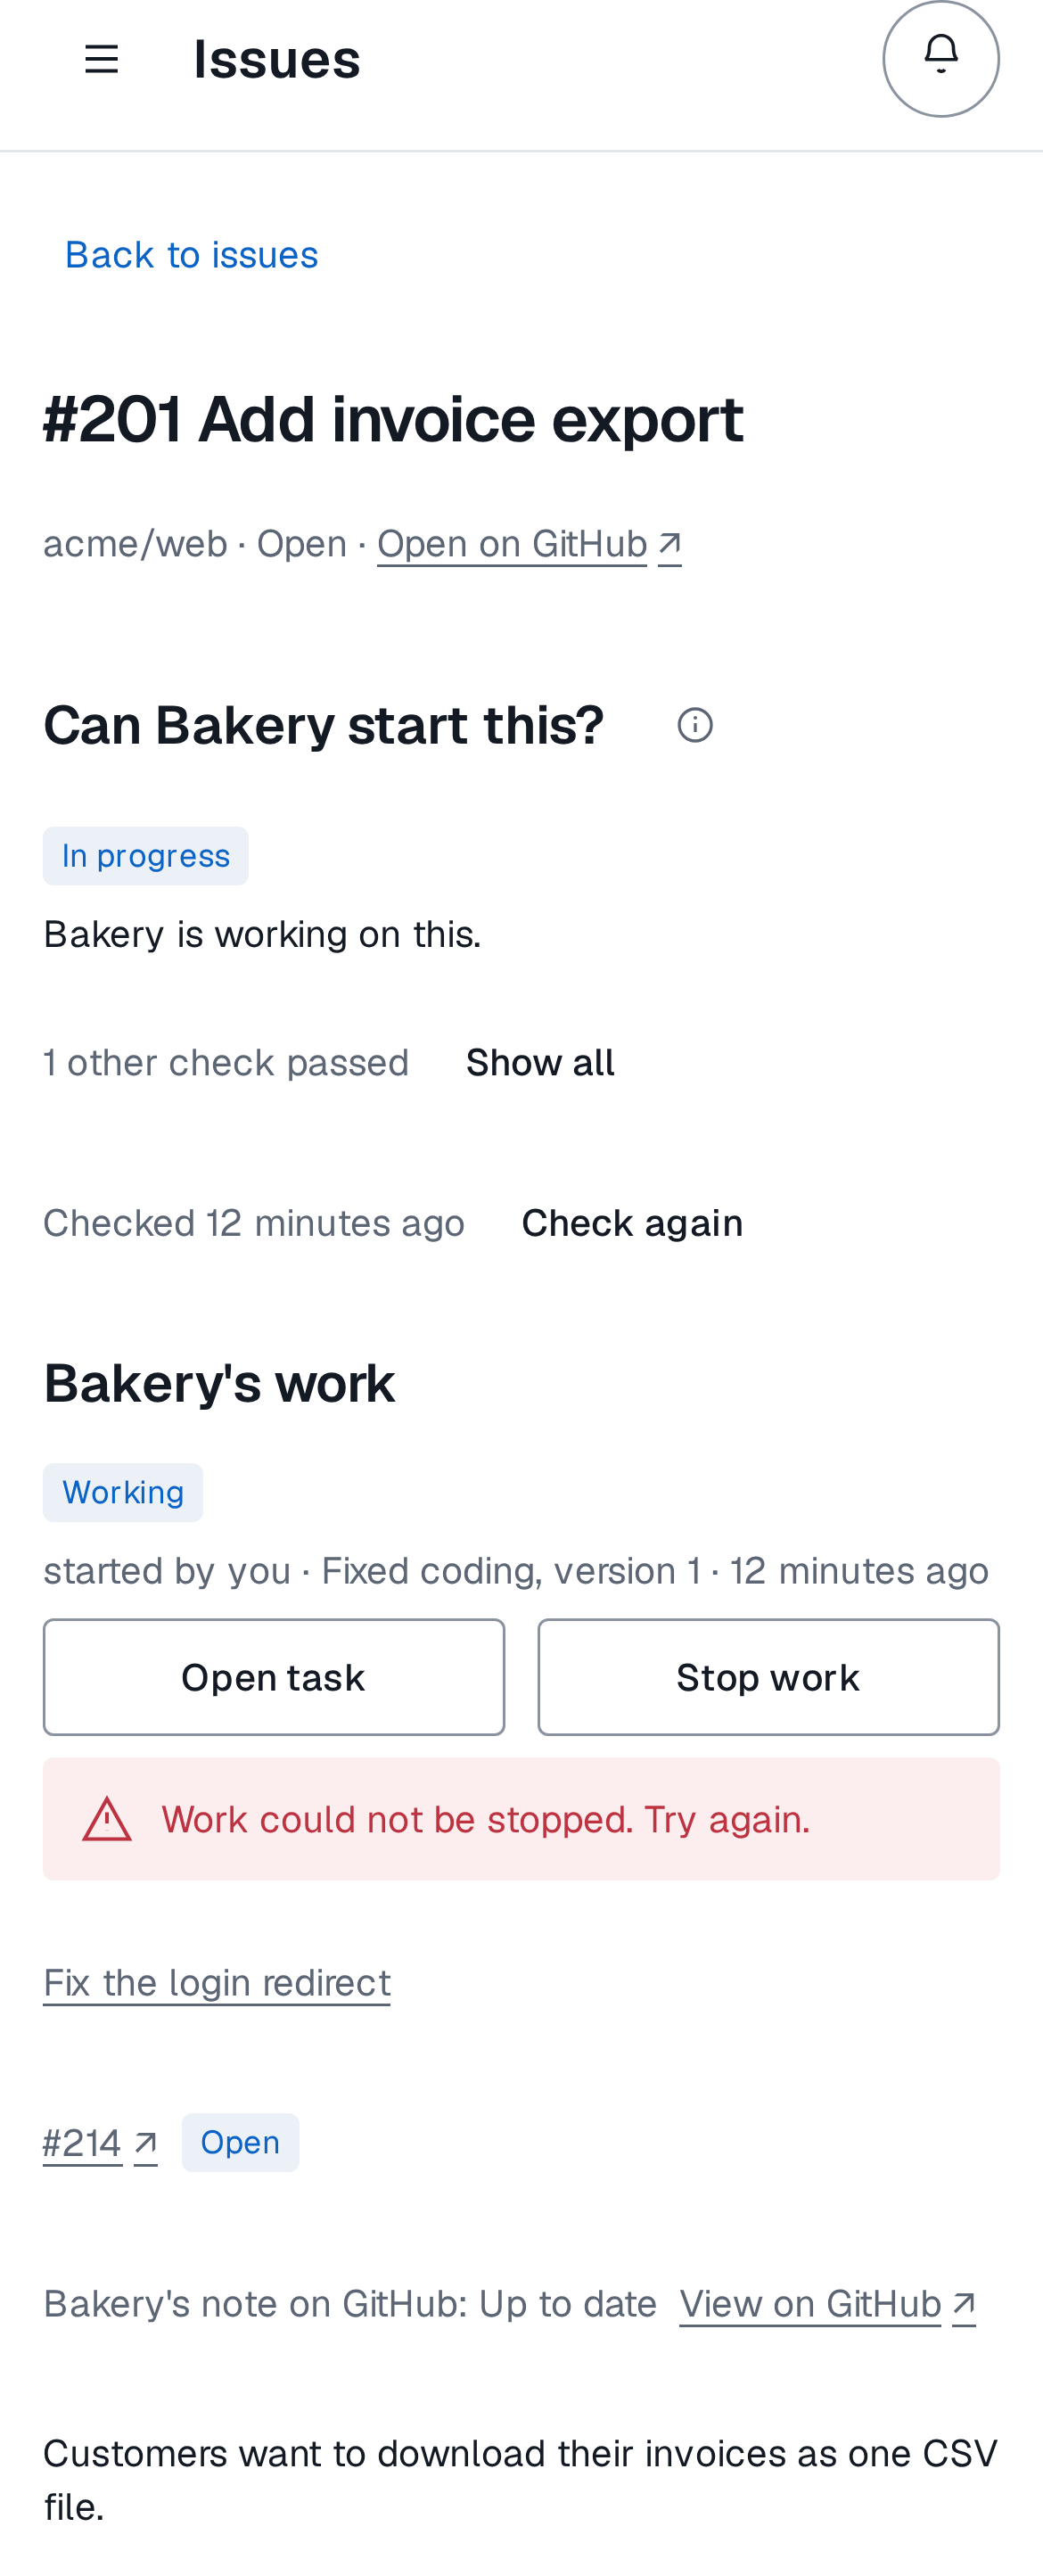 Issues
Back to issues
#201 Add invoice export
acme/web · Open · Open on GitHub ↗
Can Bakery start this?
In progress
Bakery is working on this.
1 other check passed Show all
Checked 12 minutes ago Check again
Bakery's work
Working
started by you · Fixed coding, version 1 · 12 minutes ago
Open task Stop work
Work could not be stopped. Try again.
Fix the login redirect
#214 ↗ Open
Bakery's note on GitHub: Up to date View on GitHub ↗
Customers want to download their invoices as one CSV
file.